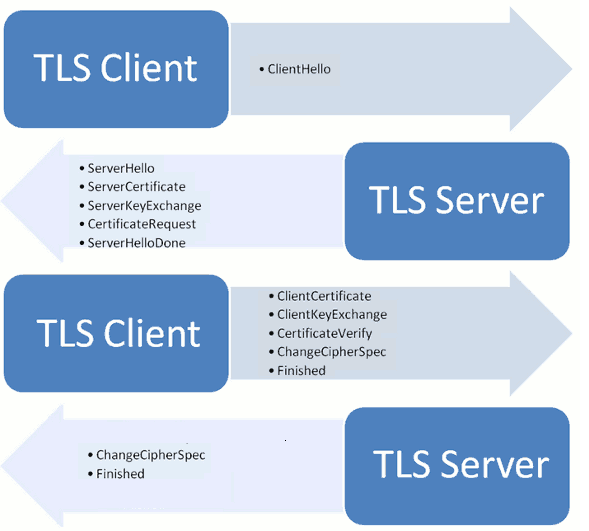 TLS Client
• ClientHello
• ServerHello
• ServerCertificate
• ServerKeyExchange
• CertificateRequest
• ServerHelloDone
TLS Server
TLS Client
• ClientCertificate
• ClientKeyExchange
• CertificateVerify
• ChangeCipherSpec
• Finished
• ChangeCipherSpec
• Finished
TLS Server